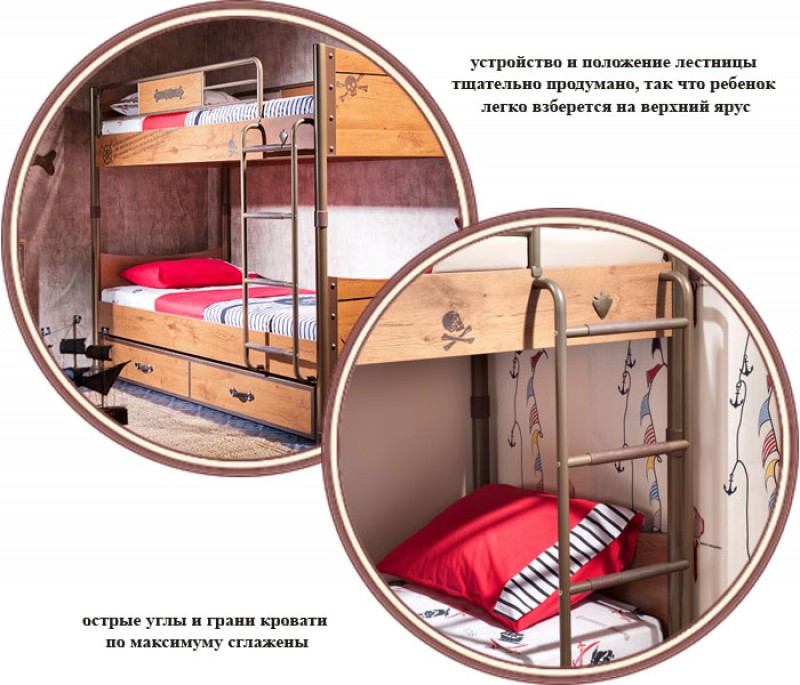 устройство и положение лестницы
тщательно продумано, так что ребенок
легко взберется на верхний ярус
острые углы и грани кровати
по максимуму сглажены